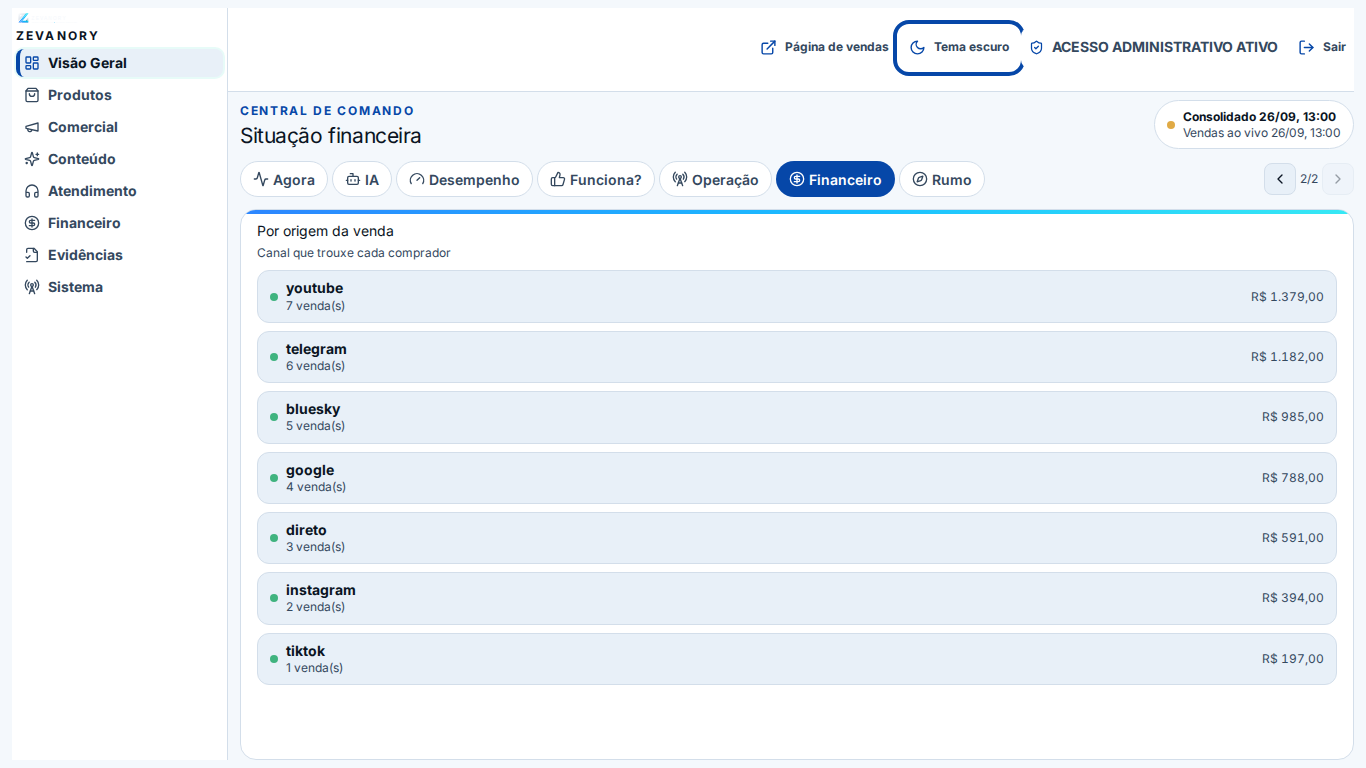 ZEVANORY
Visão Geral
Produtos
Comercial
Conteúdo
Atendimento
Financeiro
Evidências
Sistema
Página de vendas
Tema escuro
ACESSO ADMINISTRATIVO ATIVO
Sair
CENTRAL DE COMANDO
Situação financeira
Consolidado 26/09, 13:00
Vendas ao vivo 26/09, 13:00
Agora
IA
Desempenho
Funciona?
Operação
Financeiro
Rumo
2/2
Por origem da venda
Canal que trouxe cada comprador
youtube
7 venda(s)
R$ 1.379,00
telegram
6 venda(s)
R$ 1.182,00
bluesky
5 venda(s)
R$ 985,00
google
4 venda(s)
R$ 788,00
direto
3 venda(s)
R$ 591,00
instagram
2 venda(s)
R$ 394,00
tiktok
1 venda(s)
R$ 197,00